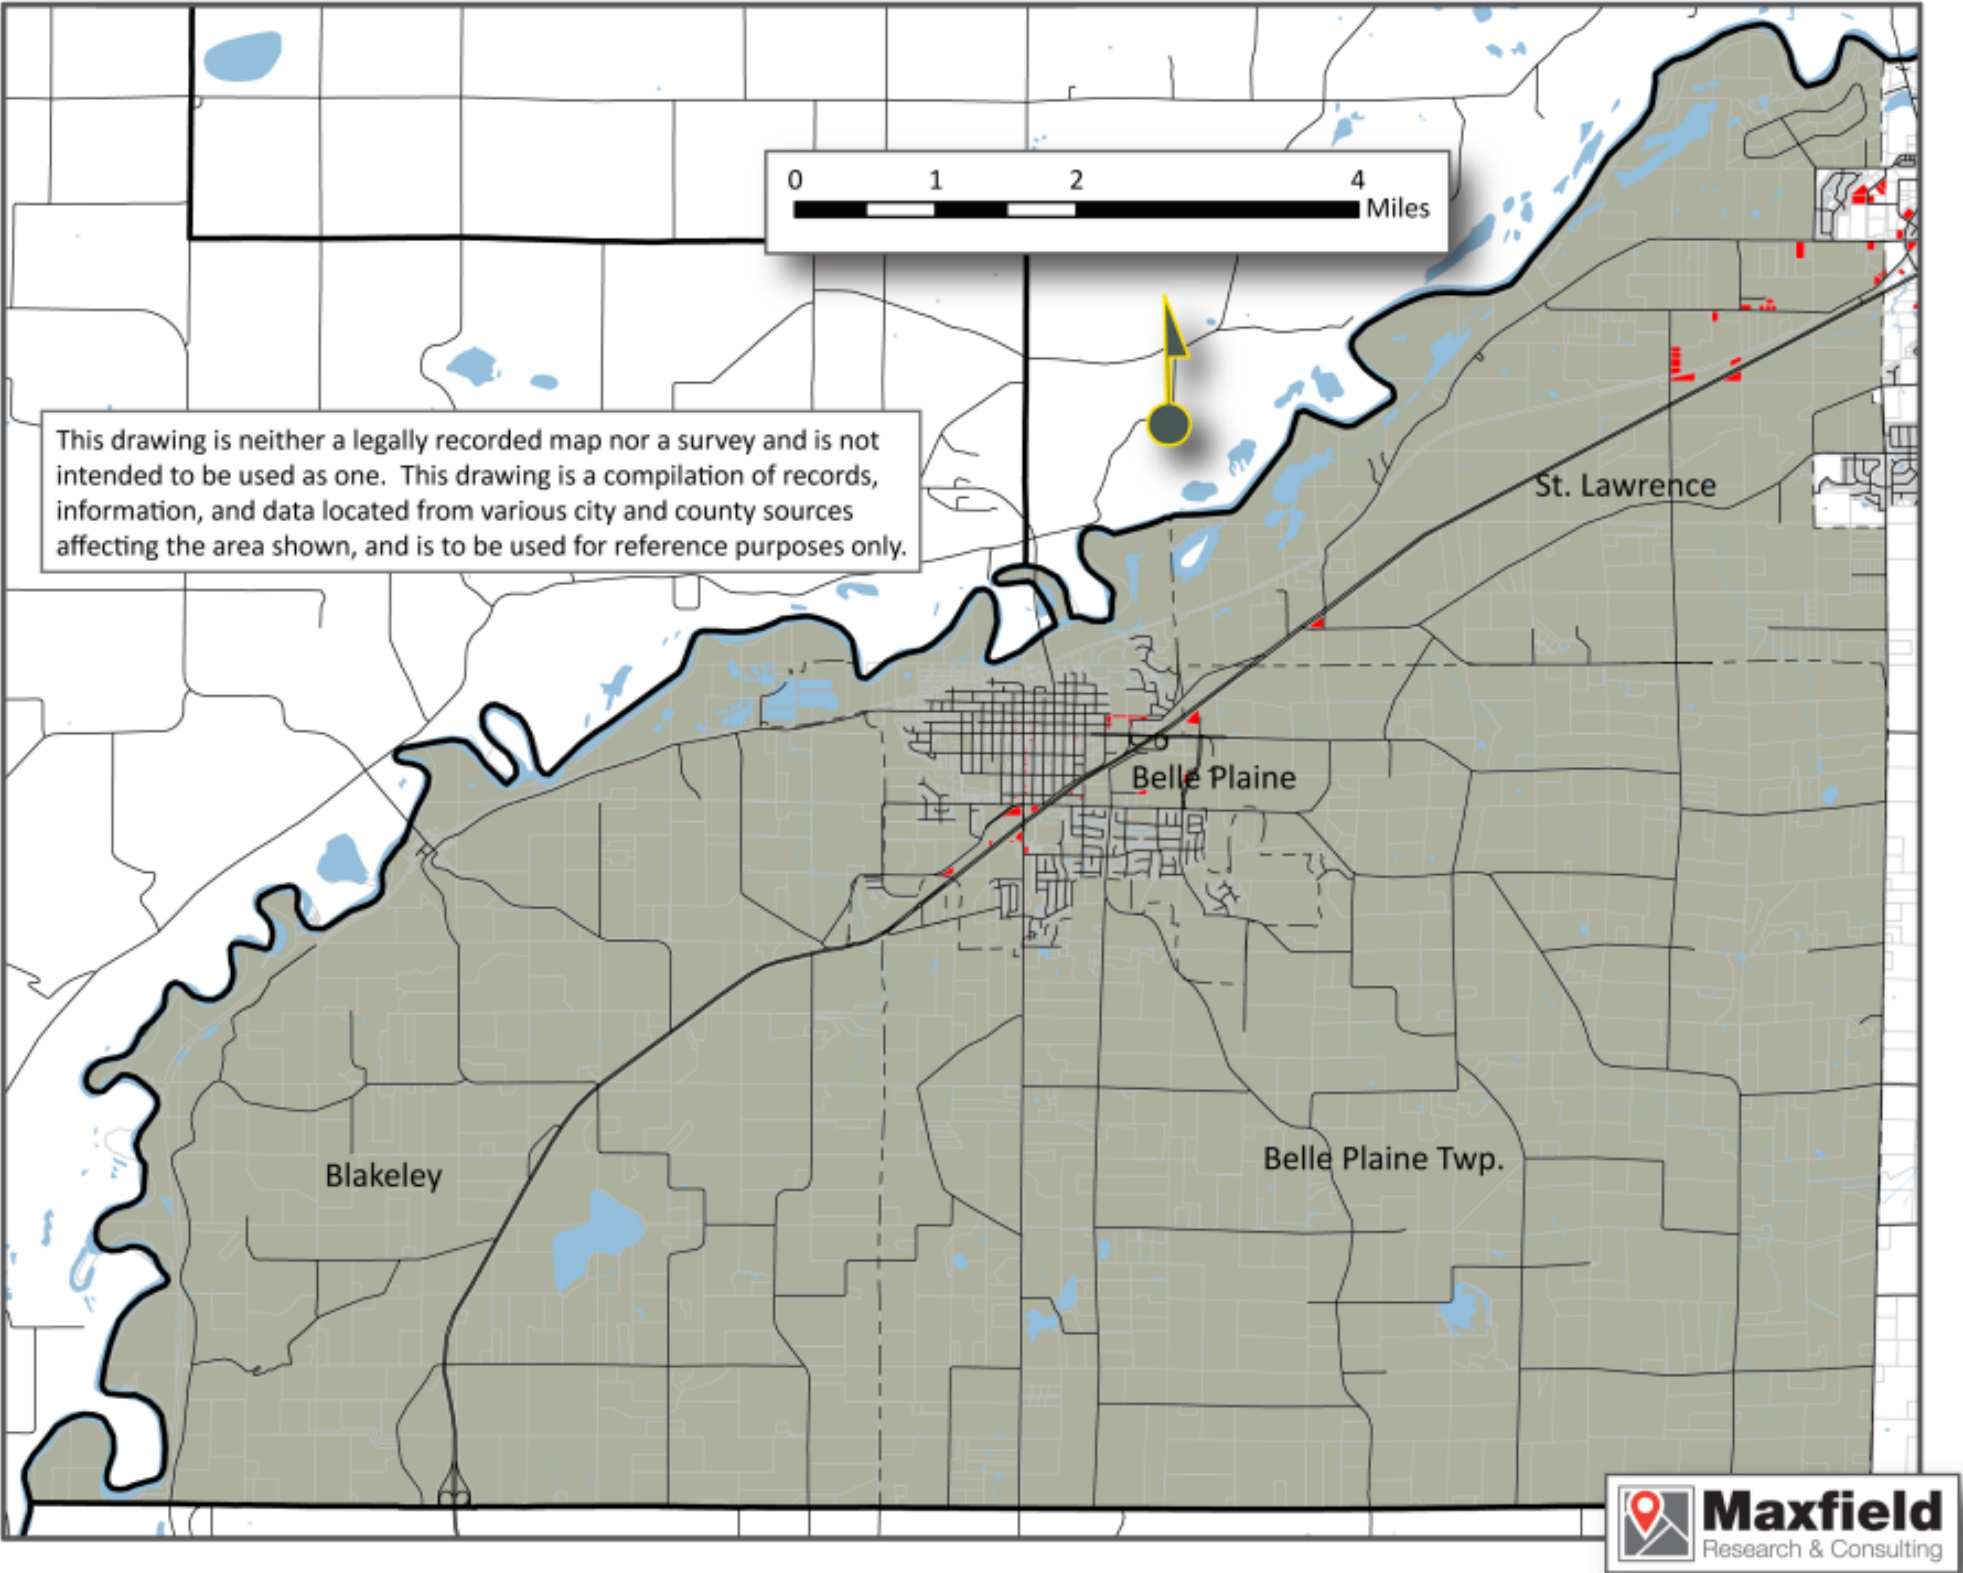 0 1 2 4
Miles
This drawing is neither a legally recorded map nor a survey and is not
intended to be used as one. This drawing is a compilation of records,
information, and data located from various city and county sources
affecting the area shown, and is to be used for reference purposes only.
St. Lawrence
Belle Plaine
Belle Plaine Twp.
Blakeley
Maxfield
Research & Consulting